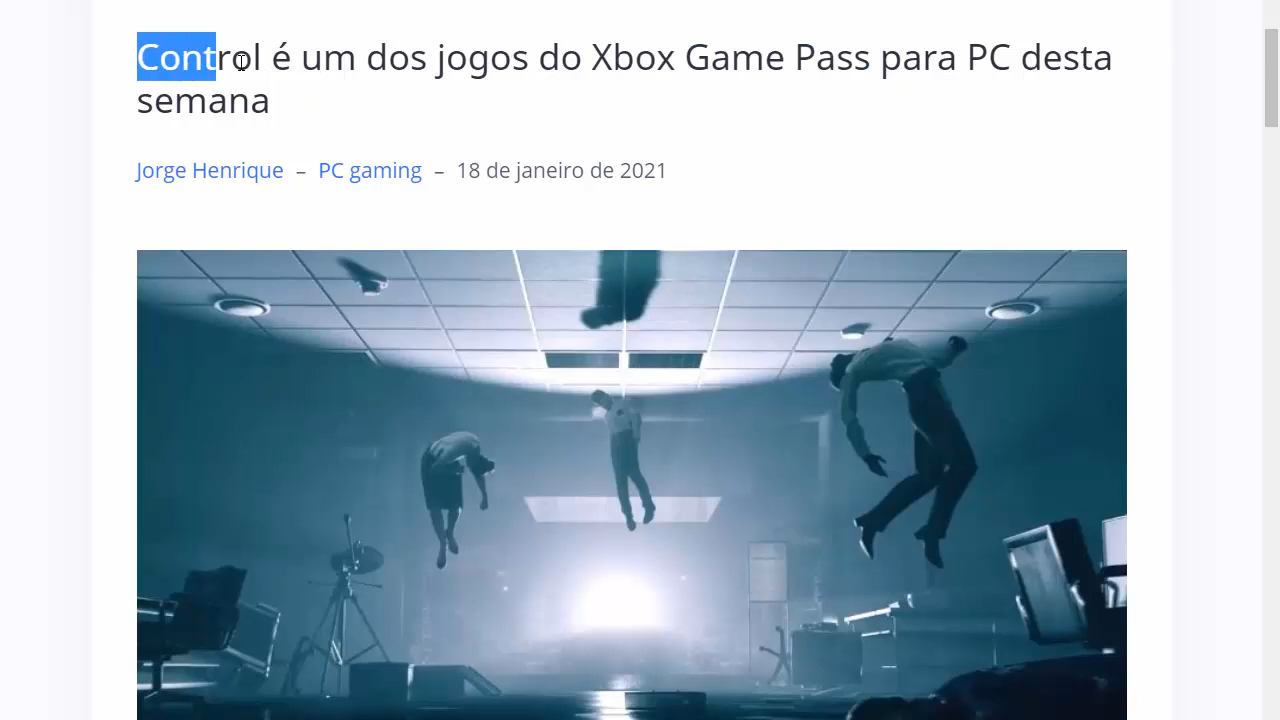 Control é um dos jogos do Xbox Game Pass para PC desta
semana
Jorge Henrique – PC gaming – 18 de janeiro de 2021